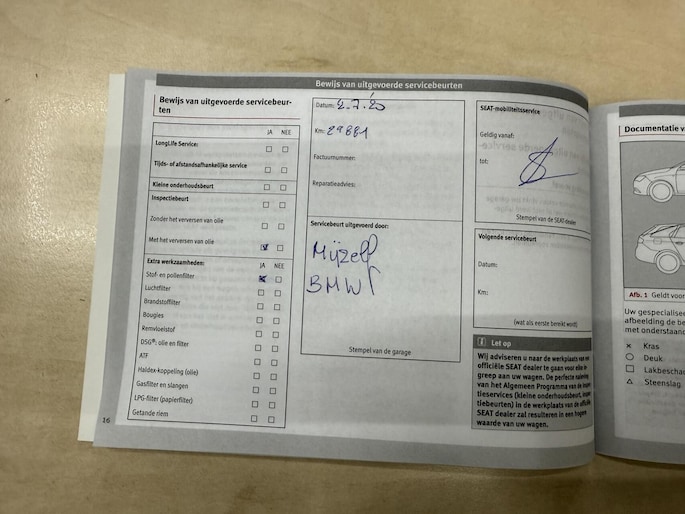 Bewijs van uitgevoerde servicebeurten
Bewijs van uitgevoerde servicebeur-
ten
JA NEE
LongLife Service:
Tijds- of afstandsafhankelijke service
Kleine onderhoudsbeurt
Inspectiebeurt
Zonder het verversen van olie
Met het verversen van olie
Extra werkzaamheden: JA NEE
Stof- en pollenfilter
Luchtfilter
Brandstoffilter
Bougies
Remvloeistof
DSG®: olie en filter
ATF
Haldex-koppeling (olie)
Gasfilter en slangen
LPG-filter (papierfilter)
Getande riem
16
Datum: 2.7.'20
Km: 29881
Factuurnummer:
Reparatieadvies:
Servicebeurt uitgevoerd door:
Mijzelf
BMW
Stempel van de garage
SEAT-mobiliteitsservice
Geldig vanaf:
tot:
Stempel van de SEAT-dealer
Volgende servicebeurt
Datum:
Km:
(wat als eerste bereikt wordt)
i Let op
Wij adviseren u naar de werkplaats van een
officiële SEAT dealer te gaan voor elke in-
greep aan uw wagen. De perfecte naleving
van het Algemeen Programma van de inspec-
tieservices (kleine onderhoudsbeurt, inspec-
tiebeurten) in de werkplaats van de officiële
SEAT dealer zal resulteren in een hogere
waarde van uw wagen.
Documentatie v
Afb. 1 Geldt voor
Uw gespecialisee
afbeelding de be
met onderstaand
× Kras
○ Deuk
□ Lakbescha
△ Steenslag